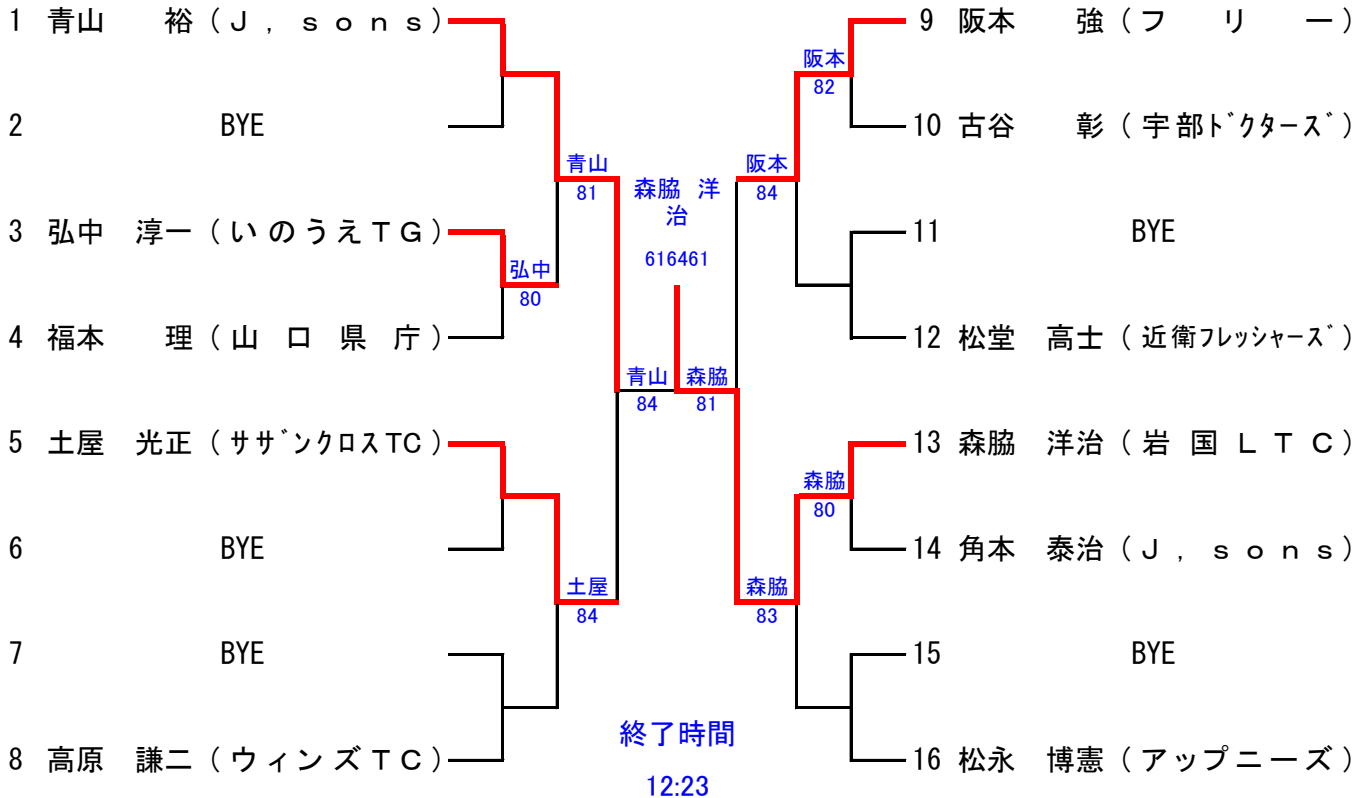 1 青山 裕 (J, sons)
2 BYE
3 弘中 淳一 (いのうえTG)
4 福本 理 (山口県庁)
5 土屋 光正 (ササﾞンクロスTC)
6 BYE
7 BYE
8 高原 謙二 (ウィンズTC)
弘中
80
青山
81
土屋
84
青山
84
森脇 洋
治
616461
森脇
81
阪本
84
森脇
83
阪本
82
森脇
80
9 阪本 強 (フリー)
10 古谷 彰 (宇部ﾄﾞｸﾀｰｽﾞ)
11 BYE
12 松堂 高士 (近衛ﾌﾚｯｼｬｰｽﾞ)
13 森脇 洋治 (岩国LTC)
14 角本 泰治 (J, sons)
15 BYE
16 松永 博憲 (アップニーズ)
終了時間
12:23